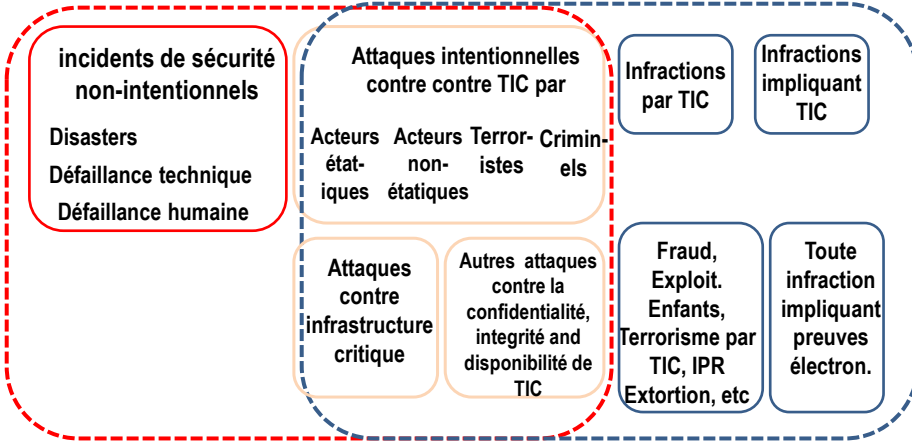 incidents de sécurité
non-intentionnels
Disasters
Défaillance technique
Défaillance humaine
Attaques intentionnelles
contre contre TIC par
Acteurs
état-
iques
Acteurs
non-
étatiques
Terror-
istes
Crimin-
els
Infractions
par TIC
Infractions
impliquant
TIC
Attaques
contre
infrastructure
critique
Autres attaques
contre la
confidentialité,
integrité and
disponibilité de
TIC
Fraud,
Exploit.
Enfants,
Terrorisme par
TIC, IPR
Extortion, etc
Toute
infraction
impliquant
preuves
électron.